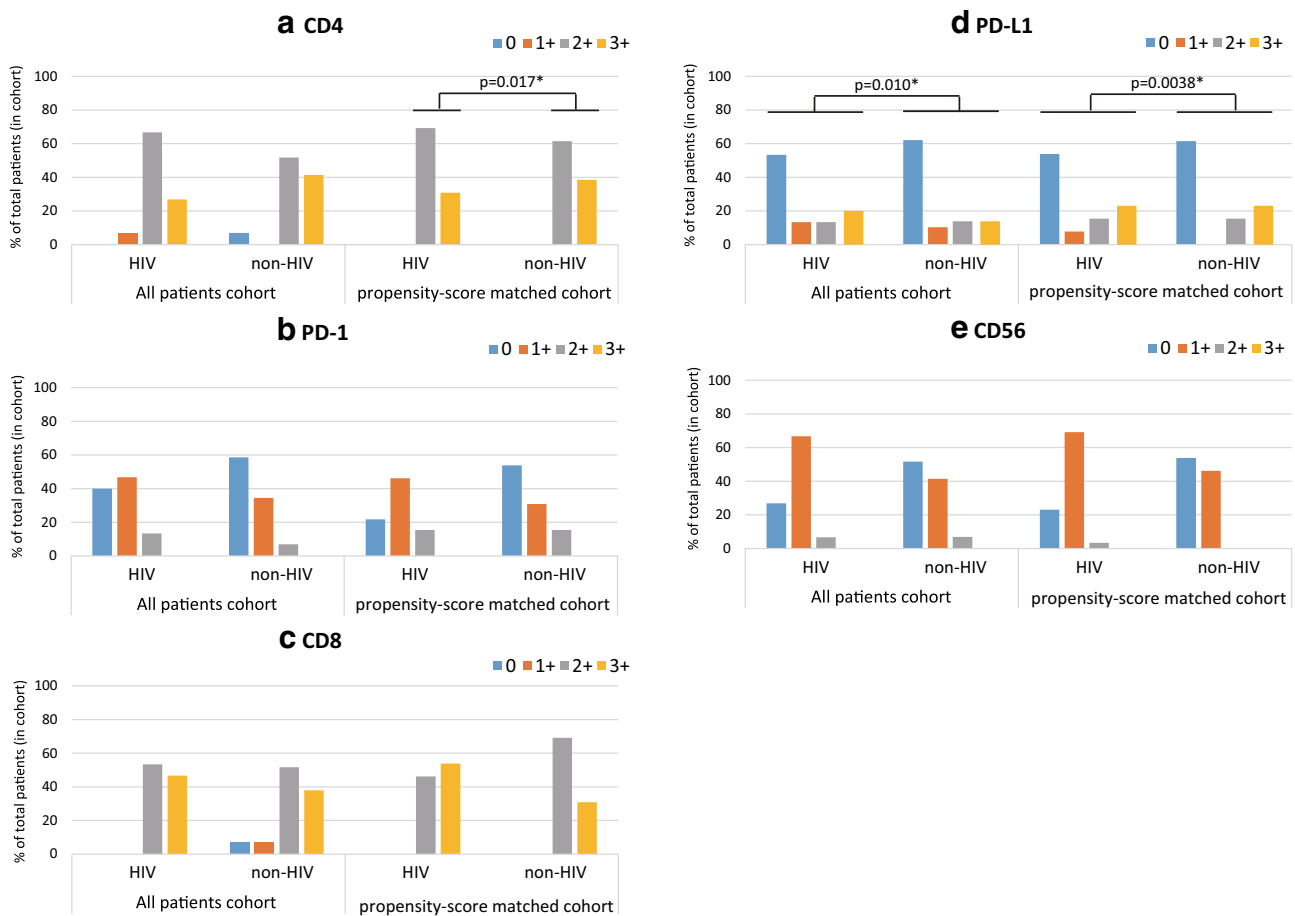 a CD4
0 1+ 2+ 3+
% of total patients (in cohort)
100
80
60
40
20
0
p=0.017*
HIV non-HIV HIV non-HIV
All patients cohort propensity-score matched cohort
b PD-1
0 1+ 2+ 3+
% of total patients (in cohort)
100
80
60
40
20
0
HIV non-HIV HIV non-HIV
All patients cohort propensity-score matched cohort
c CD8
0 1+ 2+ 3+
% of total patients (in cohort)
100
80
60
40
20
0
HIV non-HIV HIV non-HIV
All patients cohort propensity-score matched cohort
d PD-L1
0 1+ 2+ 3+
% of total patients (in cohort)
100
80
60
40
20
0
p=0.010* p=0.0038*
HIV non-HIV HIV non-HIV
All patients cohort propensity-score matched cohort
e CD56
0 1+ 2+ 3+
% of total patients (in cohort)
100
80
60
40
20
0
HIV non-HIV HIV non-HIV
All patients cohort propensity-score matched cohort